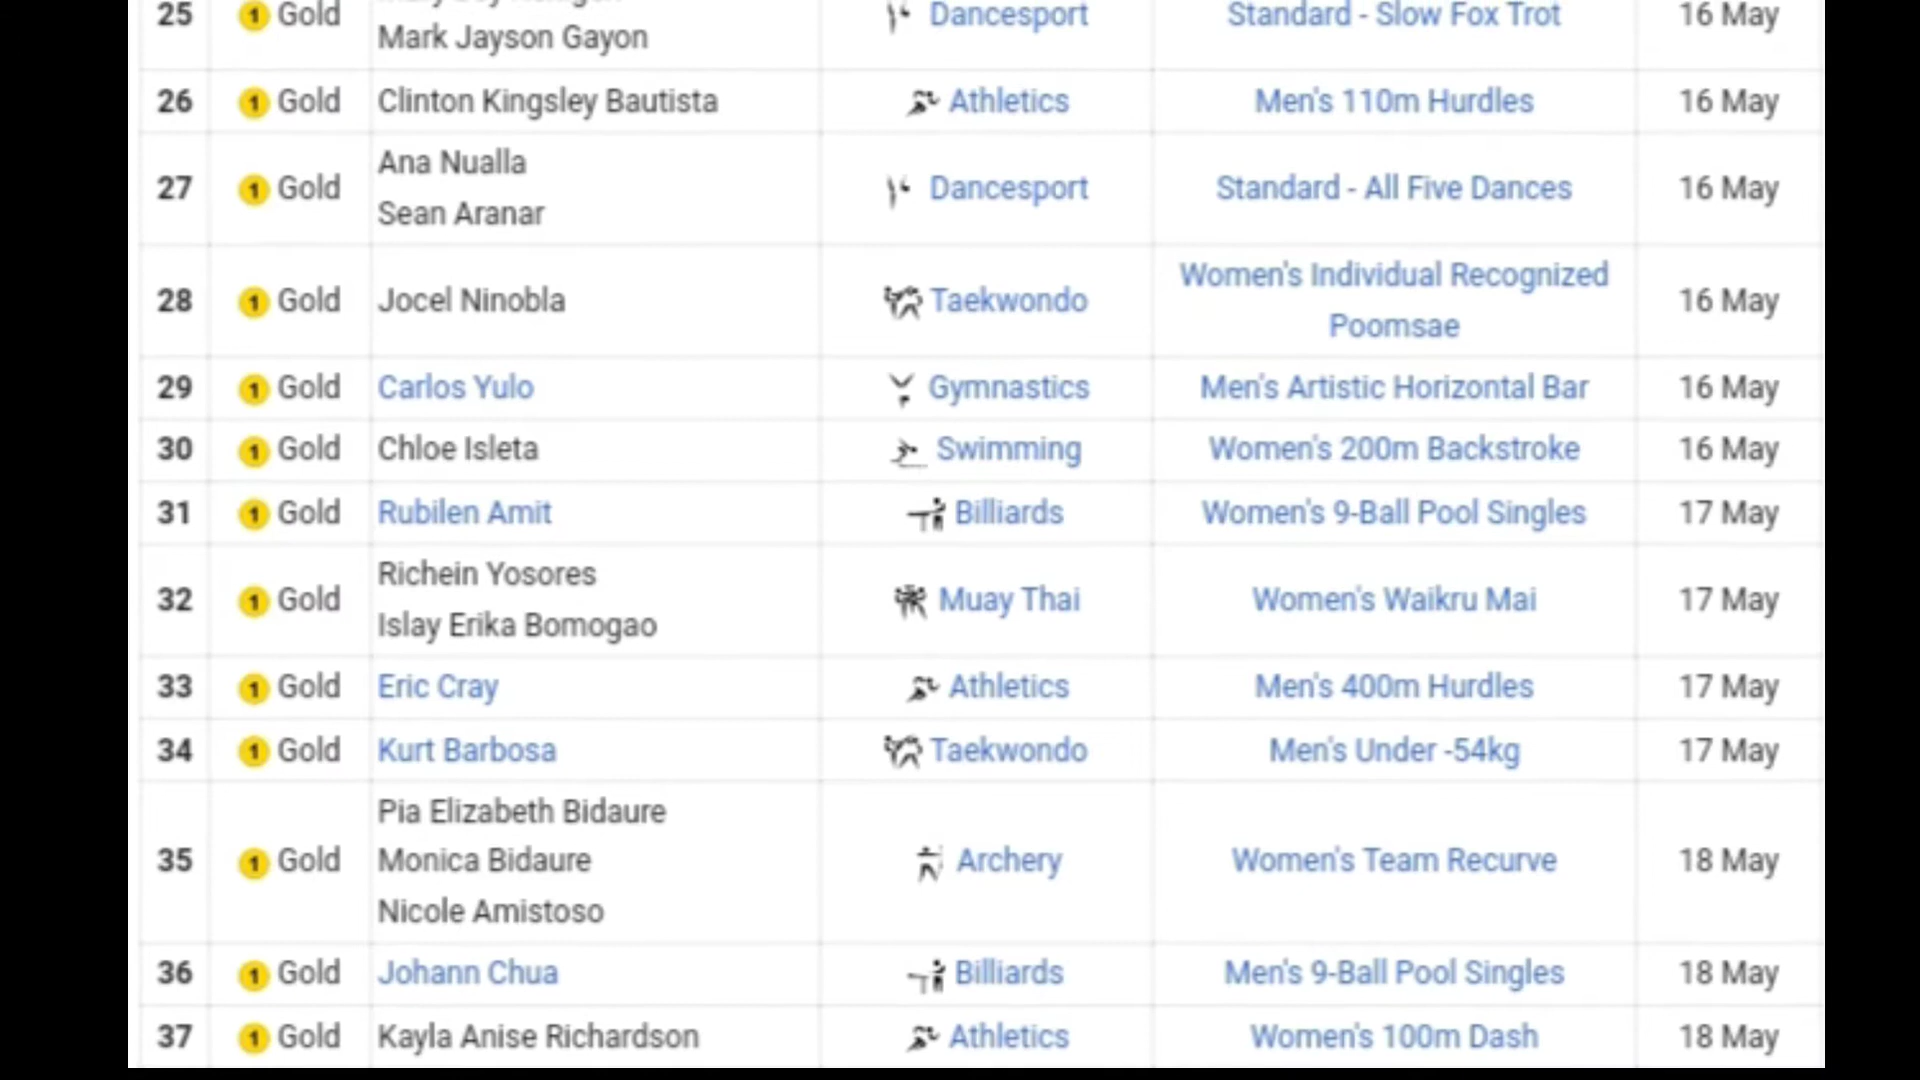 25 Gold Mark Jayson Gayon Dancesport Standard - Slow Fox Trot 16 May
26 Gold Clinton Kingsley Bautista Athletics Men's 110m Hurdles 16 May
Ana Nualla
27 Gold Dancesport Standard - All Five Dances 16 May
Sean Aranar
Women's Individual Recognized
28 Gold Jocel Ninobla Taekwondo 16 May
Poomsae
29 Gold Carlos Yulo Gymnastics Men's Artistic Horizontal Bar 16 May
30 Gold Chloe Isleta Swimming Women's 200m Backstroke 16 May
31 Gold Rubilen Amit Billiards Women's 9-Ball Pool Singles 17 May
Richein Yosores
32 Gold Muay Thai Women's Waikru Mai 17 May
Islay Erika Bomogao
33 Gold Eric Cray Athletics Men's 400m Hurdles 17 May
34 Gold Kurt Barbosa Taekwondo Men's Under -54kg 17 May
Pia Elizabeth Bidaure
35 Gold Monica Bidaure Archery Women's Team Recurve 18 May
Nicole Amistoso
36 Gold Johann Chua Billiards Men's 9-Ball Pool Singles 18 May
37 Gold Kayla Anise Richardson Athletics Women's 100m Dash 18 May